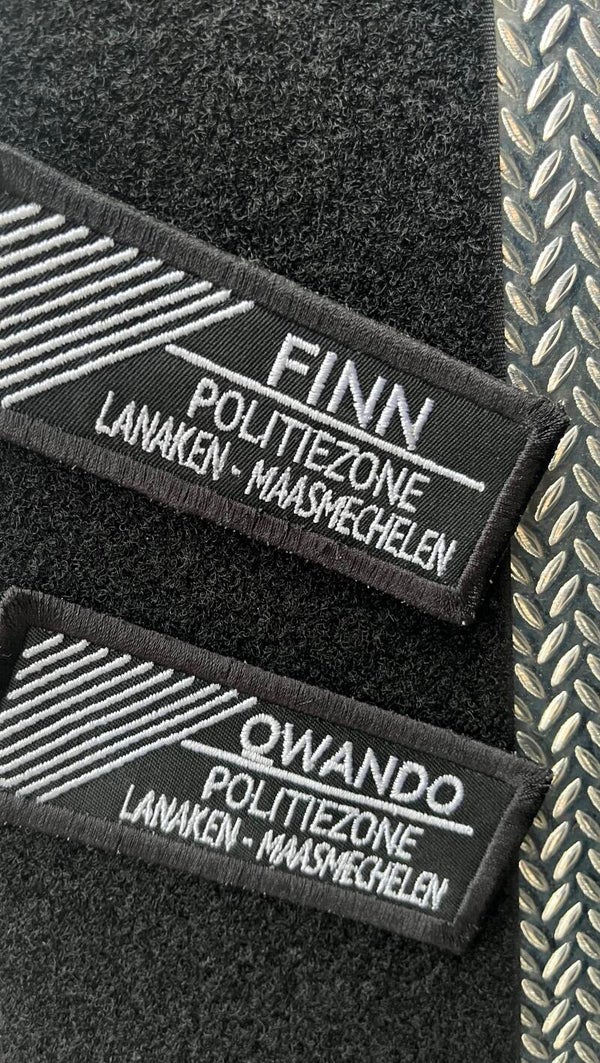 FINN
POLITIEZONE
LANAKEN - MAASMECHELEN
QWANDO
POLITIEZONE
LANAKEN - MAASMECHELEN